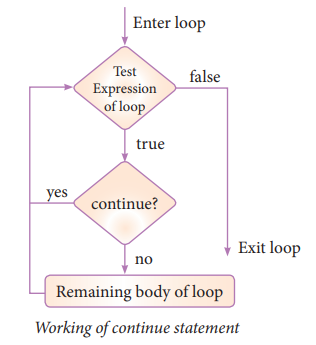 Enter loop
Test
Expression
of loop
false
true
yes
continue?
Exit loop
no
Remaining body of loop
Working of continue statement